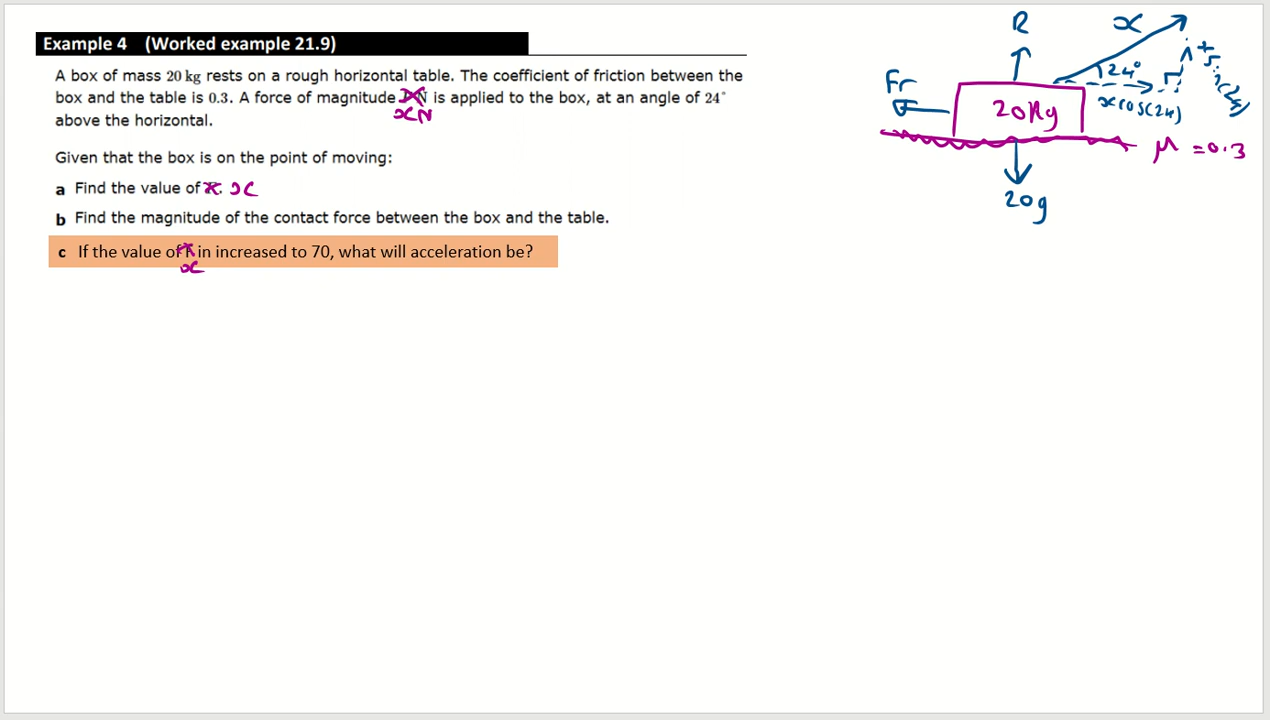 Example 4 (Worked example 21.9)
A box of mass 20 kg rests on a rough horizontal table. The coefficient of friction between the
box and the table is 0.3. A force of magnitude N is applied to the box, at an angle of 24°
xN
above the horizontal.
Given that the box is on the point of moving:
a Find the value of x
b Find the magnitude of the contact force between the box and the table.
c If the value of in increased to 70, what will acceleration be?
x
R
x
24°
Fr
20kg
xcos(24)
xsin(24)
μ = 0.3
20g